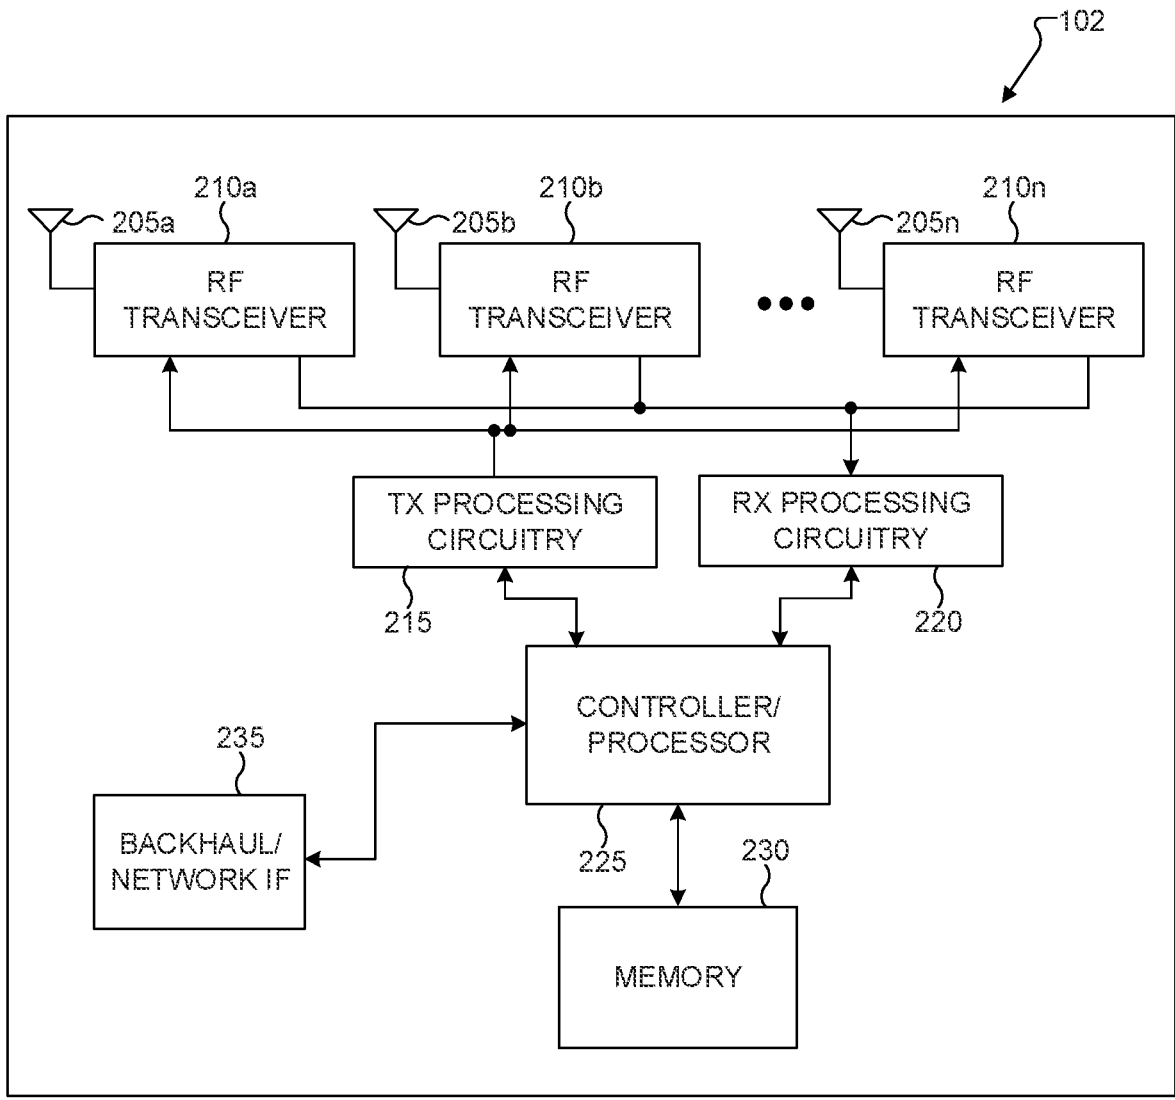 102
210a
210b
210n
205a
205b
205n
RF
TRANSCEIVER
RF
TRANSCEIVER
RF
TRANSCEIVER
TX PROCESSING
CIRCUITRY
RX PROCESSING
CIRCUITRY
215
220
CONTROLLER/
PROCESSOR
235
BACKHAUL/
NETWORK IF
225
230
MEMORY